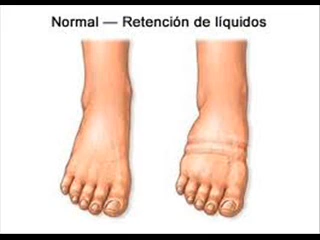 Normal — Retención de líquidos